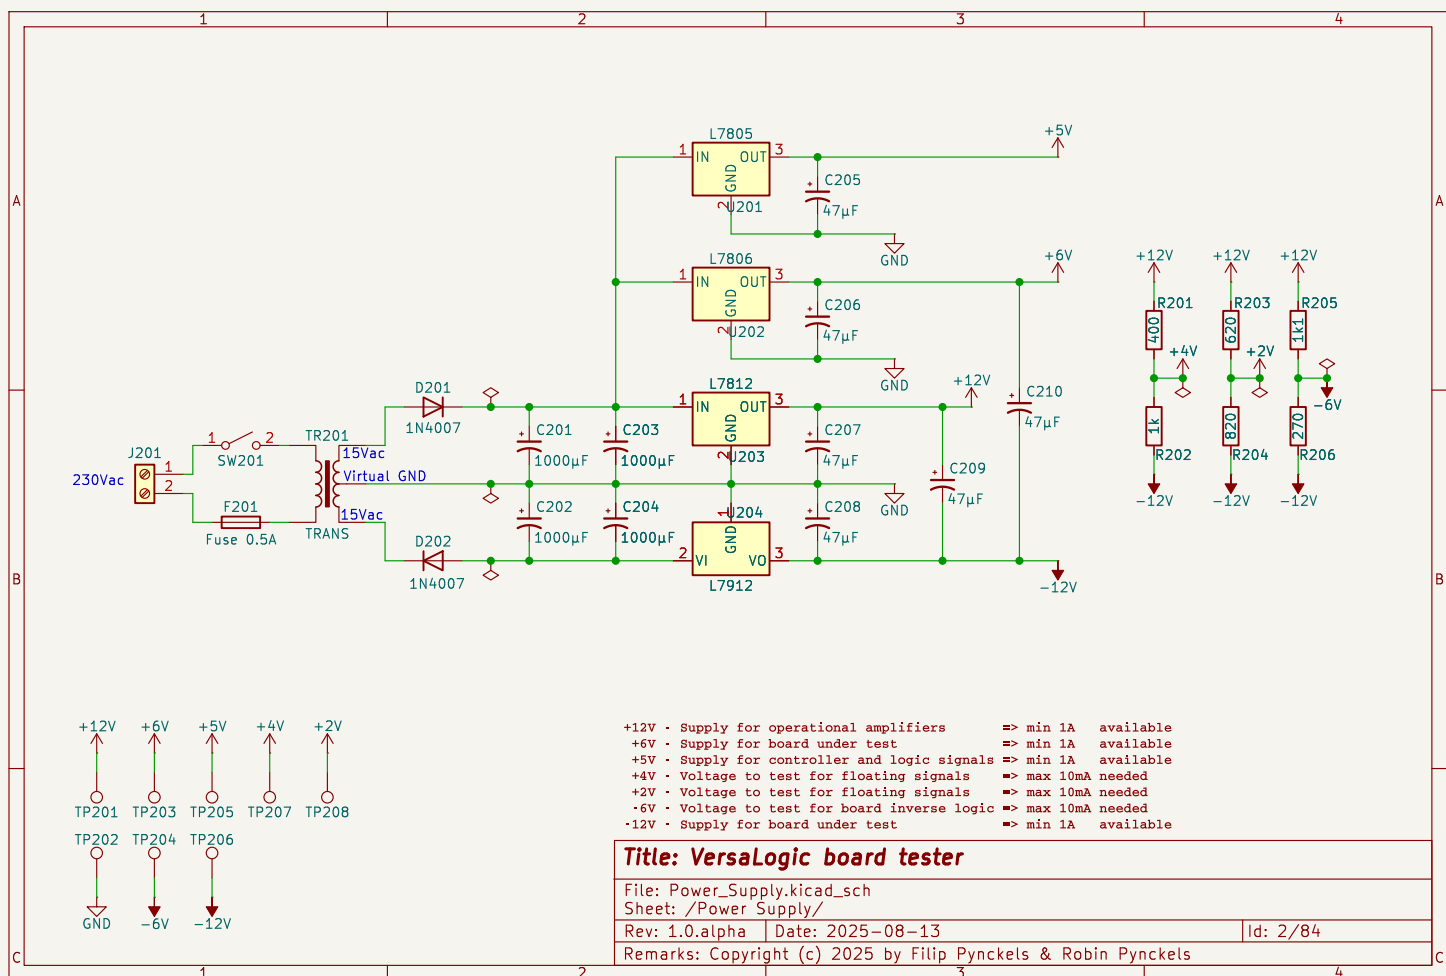 1 2 3 4
A
B
C
A
B
C
1 2 3 4
L7805
1 IN OUT 3
GND
2
U201
C205
47µF
GND
+5V
L7806
1 IN OUT 3
GND
2
U202
C206
47µF
GND
+6V
L7812
1 IN OUT 3
GND
2
U203
C207
47µF
+12V
C210
47µF
C209
47µF
GND
U204
1
GND
2 VI VO 3
L7912
C208
47µF
-12V
D201
1N4007
C201
1000µF
C203
1000µF
C202
1000µF
C204
1000µF
D202
1N4007
J201
230Vac
1
2
1 2
SW201
F201
Fuse 0.5A
TR201
15Vac
Virtual GND
15Vac
TRANS
+12V +12V +12V
R201 R203 R205
400 620 1k1
+4V +2V
-6V
1k 820 270
R202 R204 R206
-12V -12V -12V
+12V +6V +5V +4V +2V
TP201 TP203 TP205 TP207 TP208
TP202 TP204 TP206
GND -6V -12V
+12V - Supply for operational amplifiers => min 1A available
+6V - Supply for board under test => min 1A available
+5V - Supply for controller and logic signals => min 1A available
+4V - Voltage to test for floating signals => max 10mA needed
+2V - Voltage to test for floating signals => max 10mA needed
-6V - Voltage to test for board inverse logic => max 10mA needed
-12V - Supply for board under test => min 1A available
Title: VersaLogic board tester
File: Power_Supply.kicad_sch
Sheet: /Power Supply/
Rev: 1.0.alpha Date: 2025-08-13 Id: 2/84
Remarks: Copyright (c) 2025 by Filip Pynckels & Robin Pynckels